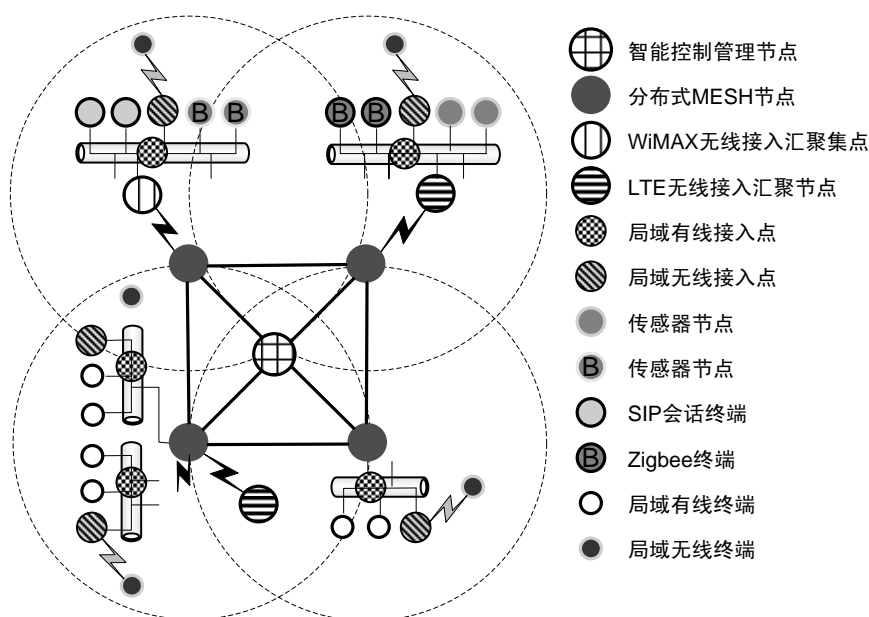 智能控制管理节点
分布式MESH节点
WiMAX无线接入汇聚集点
LTE无线接入汇聚节点
局域有线接入点
局域无线接入点
传感器节点
B 传感器节点
SIP会话终端
B Zigbee终端
局域有线终端
局域无线终端
B B
B B